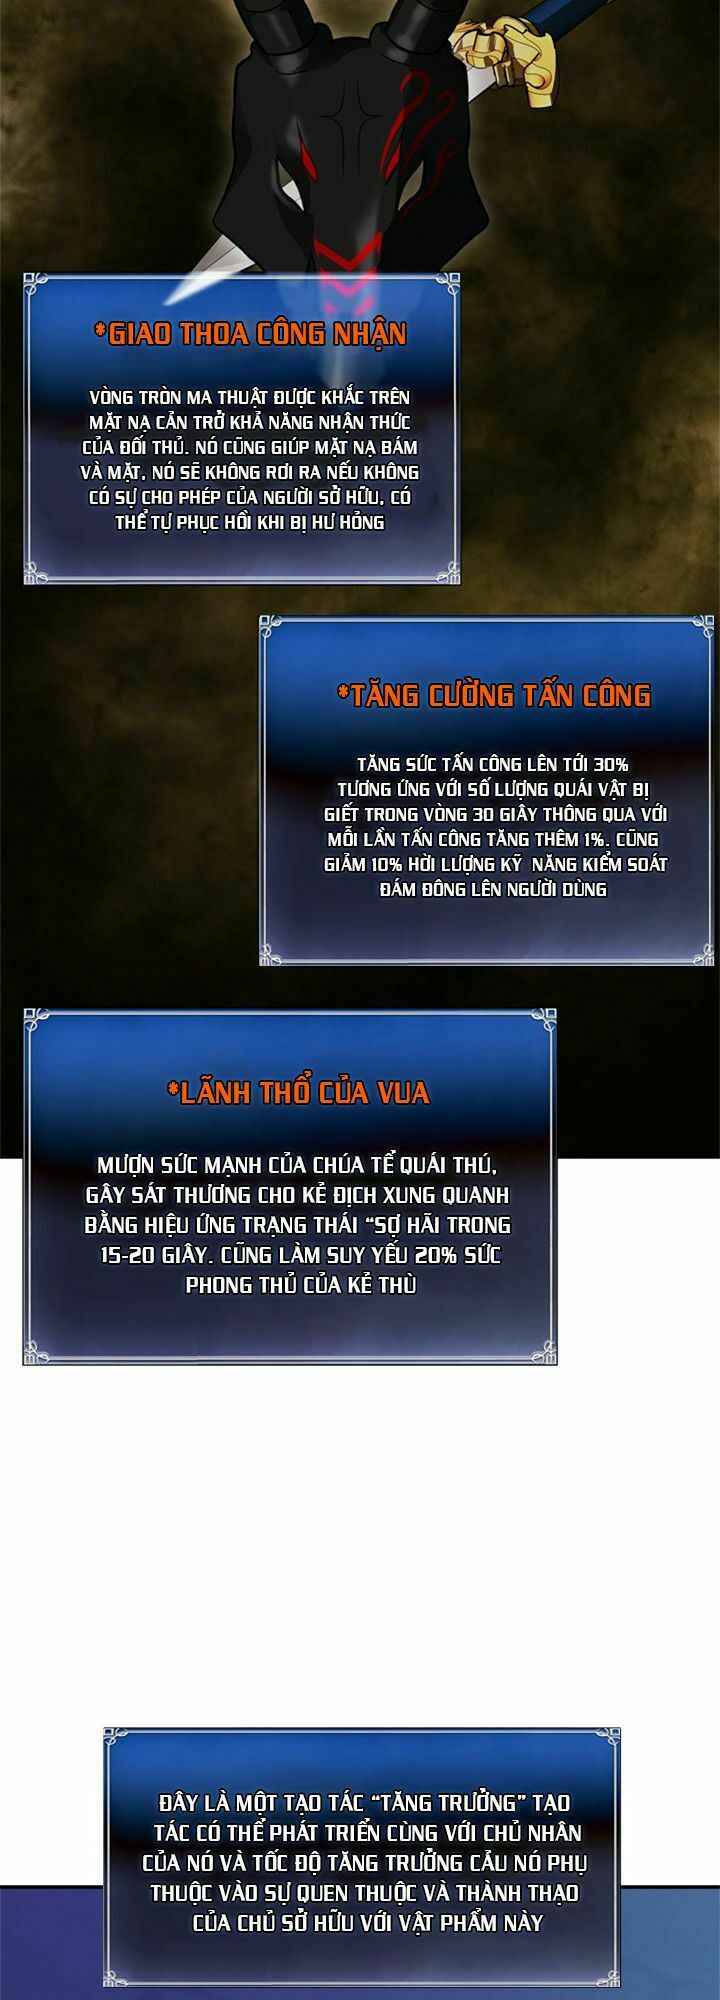 *GIAO THOA CÔNG NHẬN
VÒNG TRÒN MA THUẬT ĐƯỢC KHẮC TRÊN
MẶT NẠ CẢN TRỞ KHẢ NĂNG NHẬN THỨC
CỦA ĐỐI THỦ. NÓ CŨNG GIÚP MẶT NẠ BÁM
VÀ MẶT, NÓ SẼ KHÔNG RƠI RA NẾU KHÔNG
CÓ SỰ CHO PHÉP CỦA NGƯỜI SỞ HỮU, CÓ
THỂ TỰ PHỤC HỒI KHI BỊ HƯ HỎNG
*TĂNG CƯỜNG TẤN CÔNG
TĂNG SỨC TẤN CÔNG LÊN TỚI 30%
TƯƠNG ỨNG VỚI SỐ LƯỢNG QUÁI VẬT BỊ
GIẾT TRONG VÒNG 30 GIÂY THÔNG QUA VỚI
MỖI LẦN TẤN CÔNG TĂNG THÊM 1%. CŨNG
GIẢM 10% HỜI LƯỢNG KỸ NĂNG KIỂM SOÁT
ĐÁM ĐÔNG LÊN NGƯỜI DÙNG
*LÃNH THỔ CỦA VUA
MƯỢN SỨC MẠNH CỦA CHÚA TỂ QUÁI THÚ,
GÂY SÁT THƯƠNG CHO KẺ ĐỊCH XUNG QUANH
BẰNG HIỆU ỨNG TRẠNG THÁI “SỢ HÃI TRONG
15-20 GIÂY. CŨNG LÀM SUY YẾU 20% SỨC
PHONG THỦ CỦA KẺ THÙ
ĐÂY LÀ MỘT TẠO TÁC “TĂNG TRƯỞNG” TẠO
TÁC CÓ THỂ PHÁT TRIỂN CÙNG VỚI CHỦ NHÂN
CỦA NÓ VÀ TỐC ĐỘ TĂNG TRƯỞNG CẢU NÓ PHỤ
THUỘC VÀO SỰ QUEN THUỘC VÀ THÀNH THẠO
CỦA CHỦ SỞ HỮU VỚI VẬT PHẨM NÀY